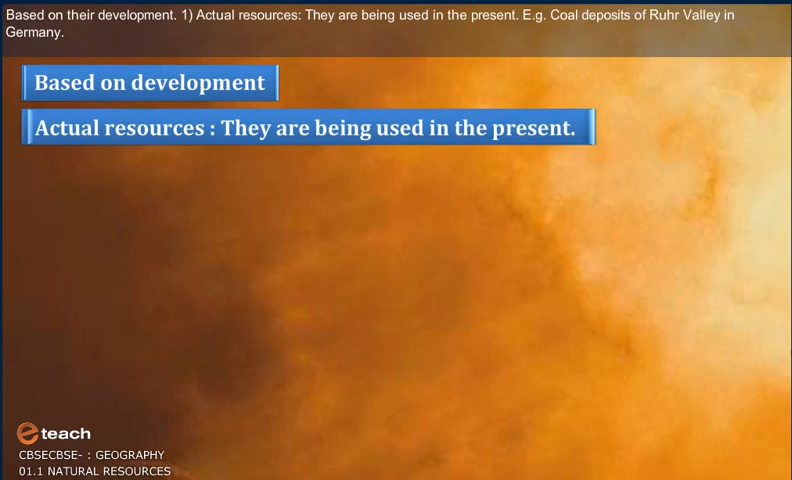 Based on their development. 1) Actual resources: They are being used in the present. E.g. Coal deposits of Ruhr Valley in
Germany.
Based on development
Actual resources : They are being used in the present.
eteach
CBSECBSE- : GEOGRAPHY
01.1 NATURAL RESOURCES